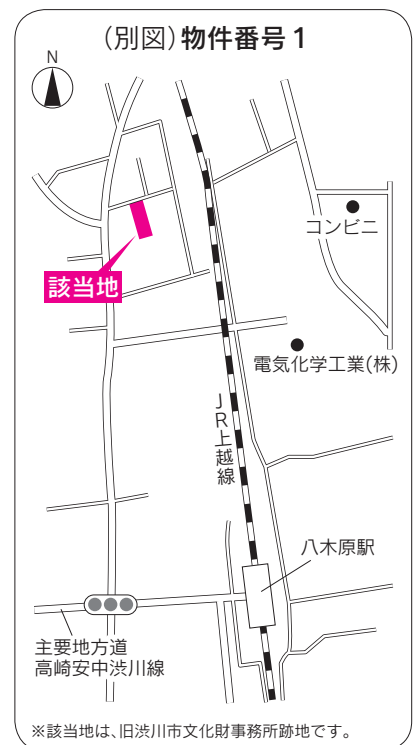 (別図)物件番号1
N
コンビニ
該当地
電気化学工業(株)
JR上越線
八木原駅
主要地方道
高崎安中渋川線
※該当地は、旧渋川市文化財事務所跡地です。